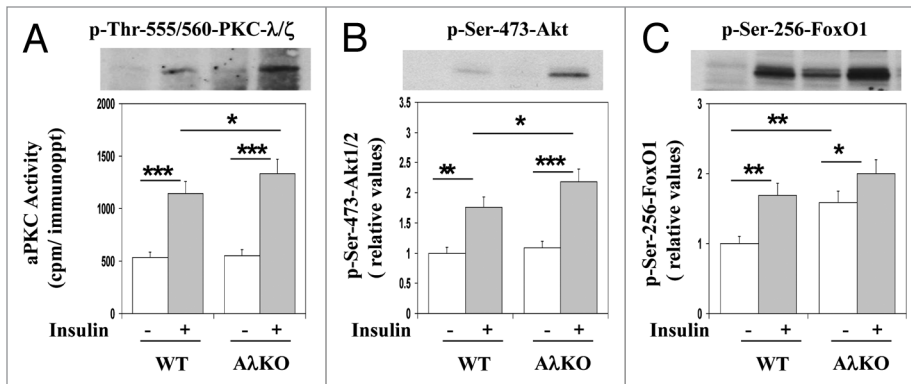 A
p-Thr-555/560-PKC-λ/ζ
aPKC Activity
(cpm/ immunoppt)
2000
1500
1000
500
0
***
***
*
Insulin - + - +
WT AλKO
B
p-Ser-473-Akt
p-Ser-473-Akt1/2
( relative values)
3.5
3
2.5
2
1.5
1
0.5
0
**
***
*
- + - +
WT AλKO
C
p-Ser-256-FoxO1
p-Ser-256-FoxO1
( relative values)
3
2
1
0
**
**
*
Insulin - + - +
WT AλKO